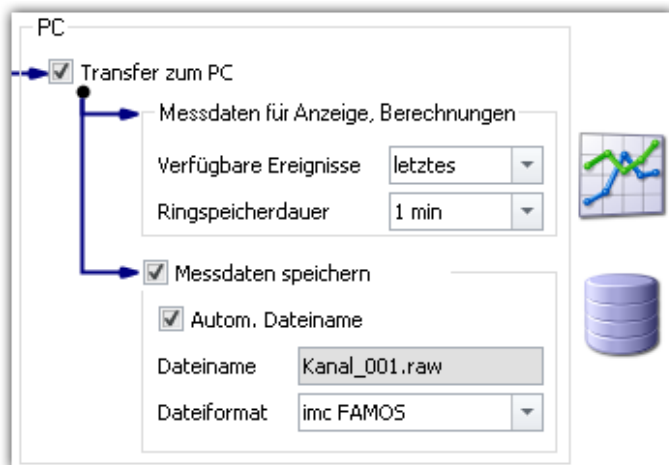 PC
Transfer zum PC
Messdaten für Anzeige, Berechnungen
Verfügbare Ereignisse letztes
Ringspeicherdauer 1 min
Messdaten speichern
Autom. Dateiname
Dateiname Kanal_001.raw
Dateiformat imc FAMOS